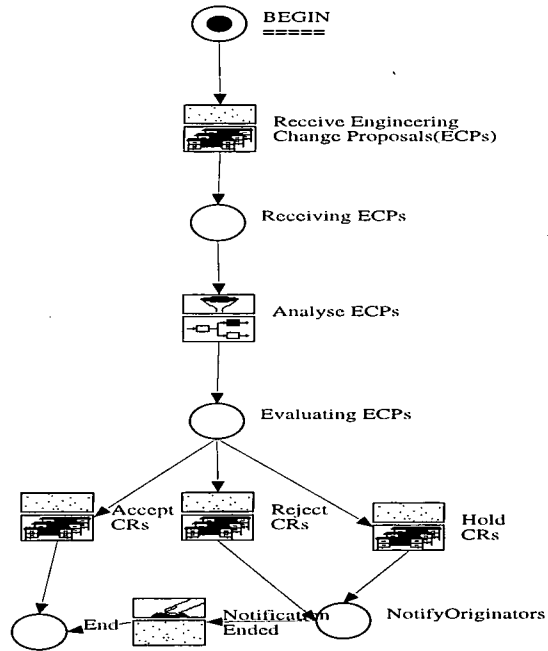 BEGIN
=====
Receive Engineering
Change Proposals(ECPs)
Receiving ECPs
Analyse ECPs
Evaluating ECPs
Accept
CRs
Reject
CRs
Hold
CRs
End
Notification
Ended
NotifyOriginators